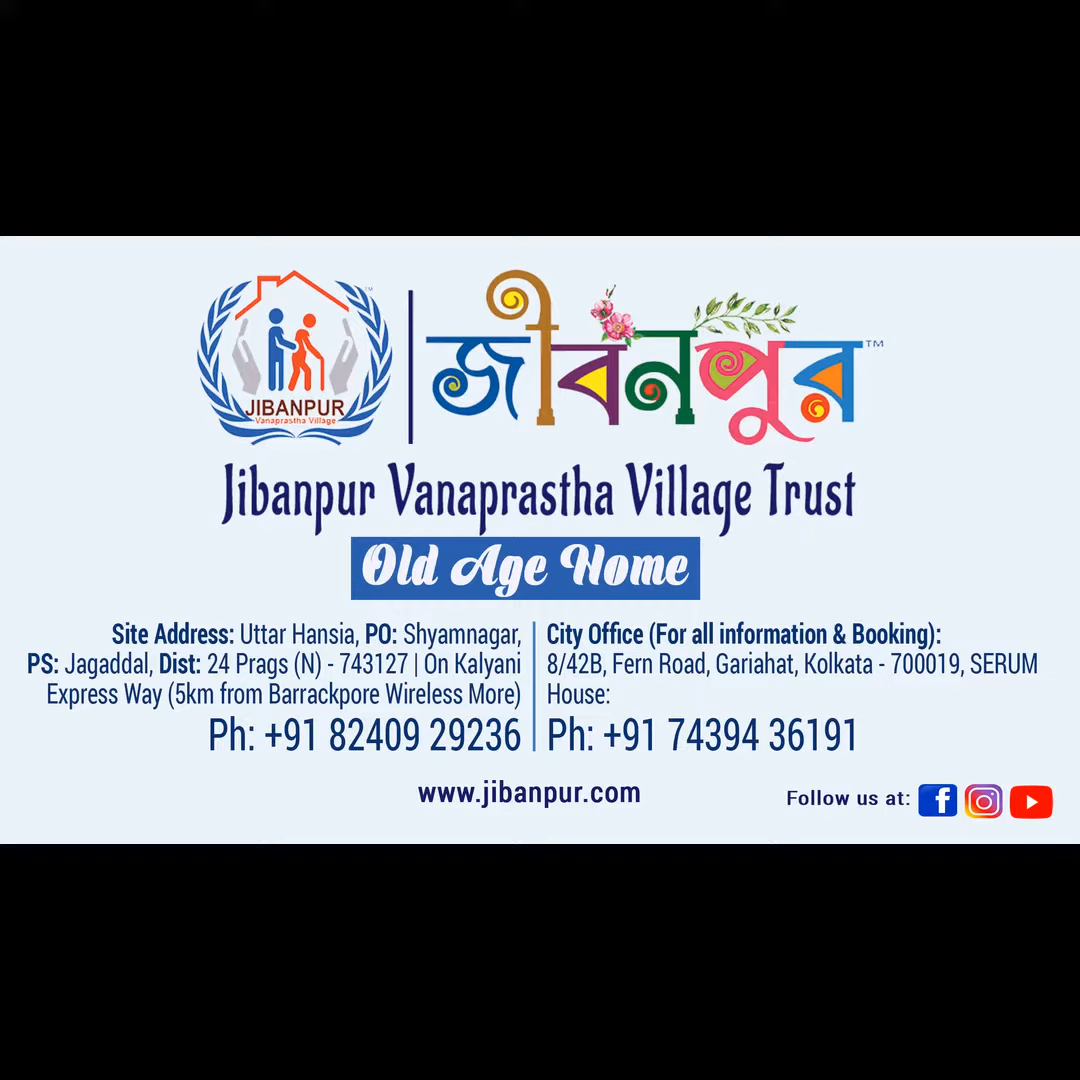 JIBANPUR
Vanaprastha Village
TM
জীবনপুর
TM
Jibanpur Vanaprastha Village Trust
Old Age Home
Site Address: Uttar Hansia, PO: Shyamnagar,
PS: Jagaddal, Dist: 24 Prags (N) - 743127 | On Kalyani
Express Way (5km from Barrackpore Wireless More)
Ph: +91 82409 29236
City Office (For all information & Booking):
8/42B, Fern Road, Gariahat, Kolkata - 700019, SERUM
House:
Ph: +91 74394 36191
www.jibanpur.com
Follow us at: